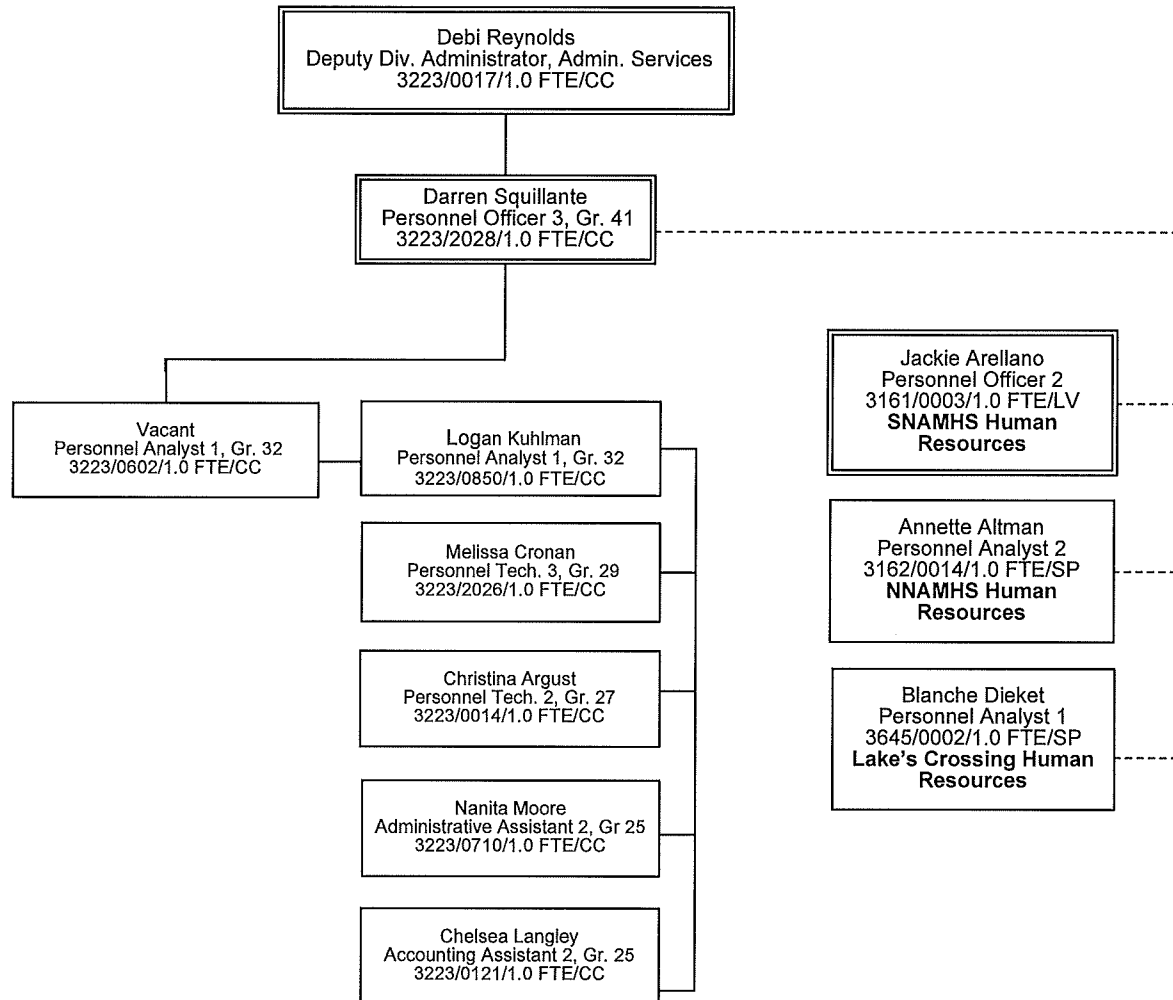 Debi Reynolds
Deputy Div. Administrator, Admin. Services
3223/0017/1.0 FTE/CC
Darren Squillante
Personnel Officer 3, Gr. 41
3223/2028/1.0 FTE/CC
Vacant
Personnel Analyst 1, Gr. 32
3223/0602/1.0 FTE/CC
Logan Kuhlman
Personnel Analyst 1, Gr. 32
3223/0850/1.0 FTE/CC
Melissa Cronan
Personnel Tech. 3, Gr. 29
3223/2026/1.0 FTE/CC
Christina Argust
Personnel Tech. 2, Gr. 27
3223/0014/1.0 FTE/CC
Nanita Moore
Administrative Assistant 2, Gr 25
3223/0710/1.0 FTE/CC
Chelsea Langley
Accounting Assistant 2, Gr. 25
3223/0121/1.0 FTE/CC
Jackie Arellano
Personnel Officer 2
3161/0003/1.0 FTE/LV
SNAMHS Human
Resources
Annette Altman
Personnel Analyst 2
3162/0014/1.0 FTE/SP
NNAMHS Human
Resources
Blanche Dieket
Personnel Analyst 1
3645/0002/1.0 FTE/SP
Lake's Crossing Human
Resources